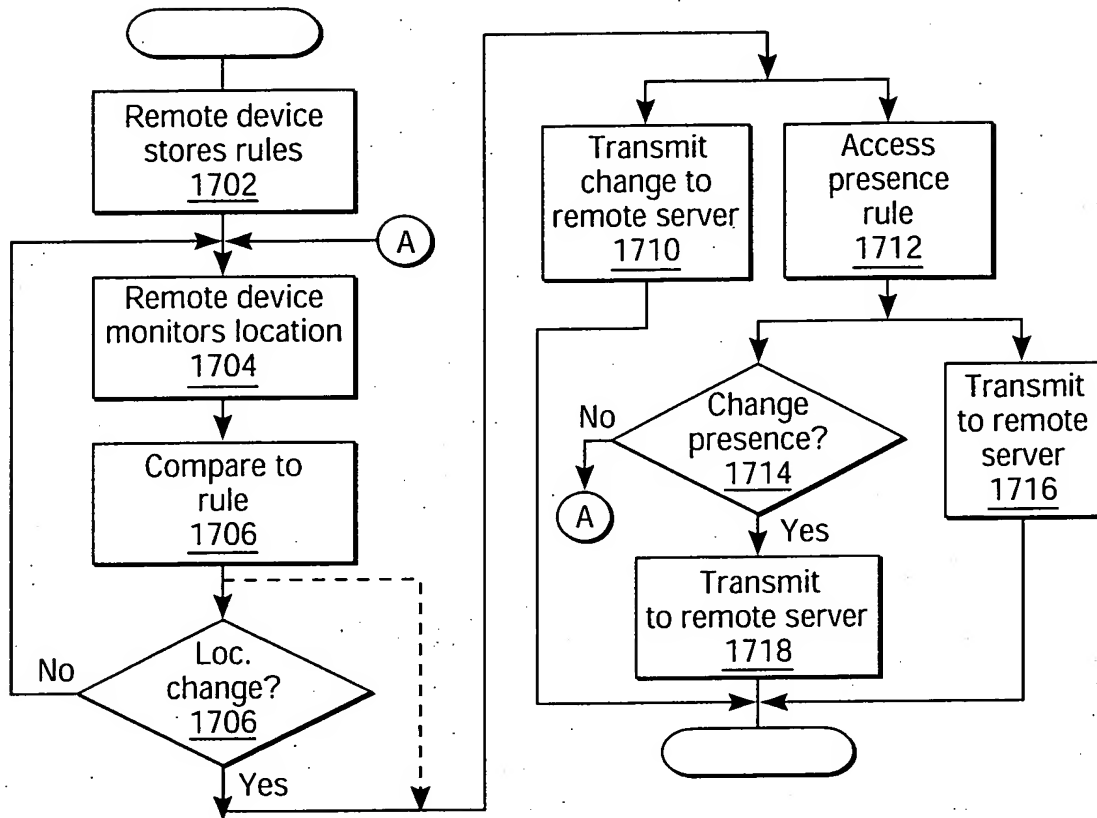 Remote device
stores rules
1702
A
Remote device
monitors location
1704
Compare to
rule
1706
No
Loc.
change?
1706
Yes
Transmit
change to
remote server
1710
Access
presence
rule
1712
No
Change
presence?
1714
A
Yes
Transmit
to remote
server
1716
Transmit
to remote server
1718